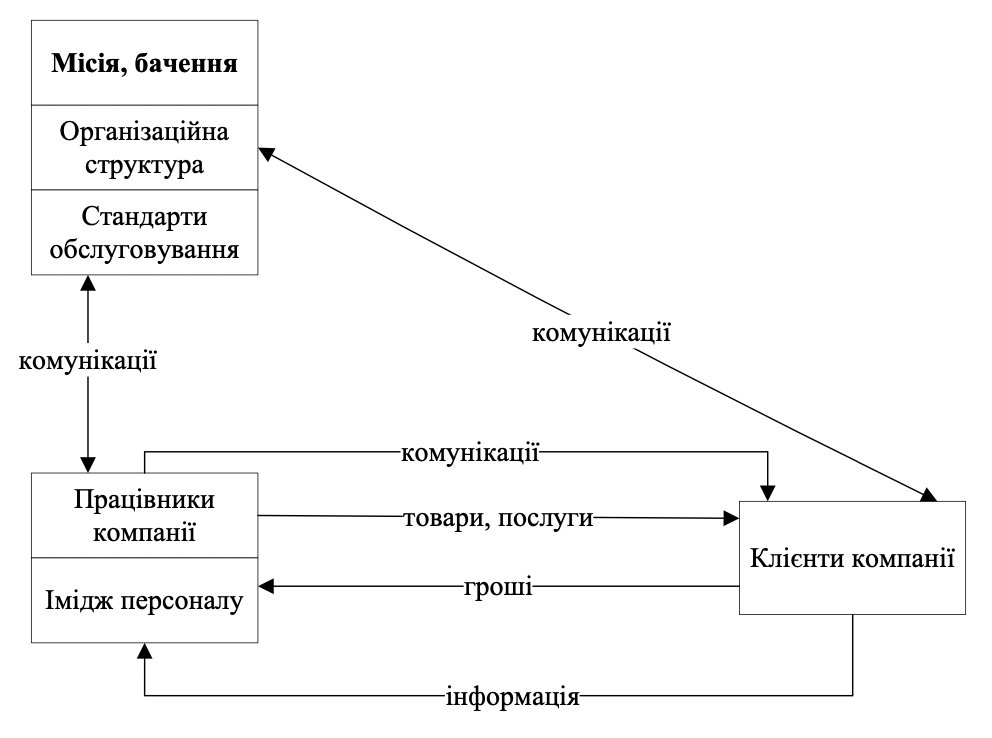 Місія, бачення
Організаційна
структура
Стандарти
обслуговування
комунікації
комунікації
комунікації
Працівники
компанії
товари, послуги
Клієнти компанії
гроші
Імідж персоналу
інформація